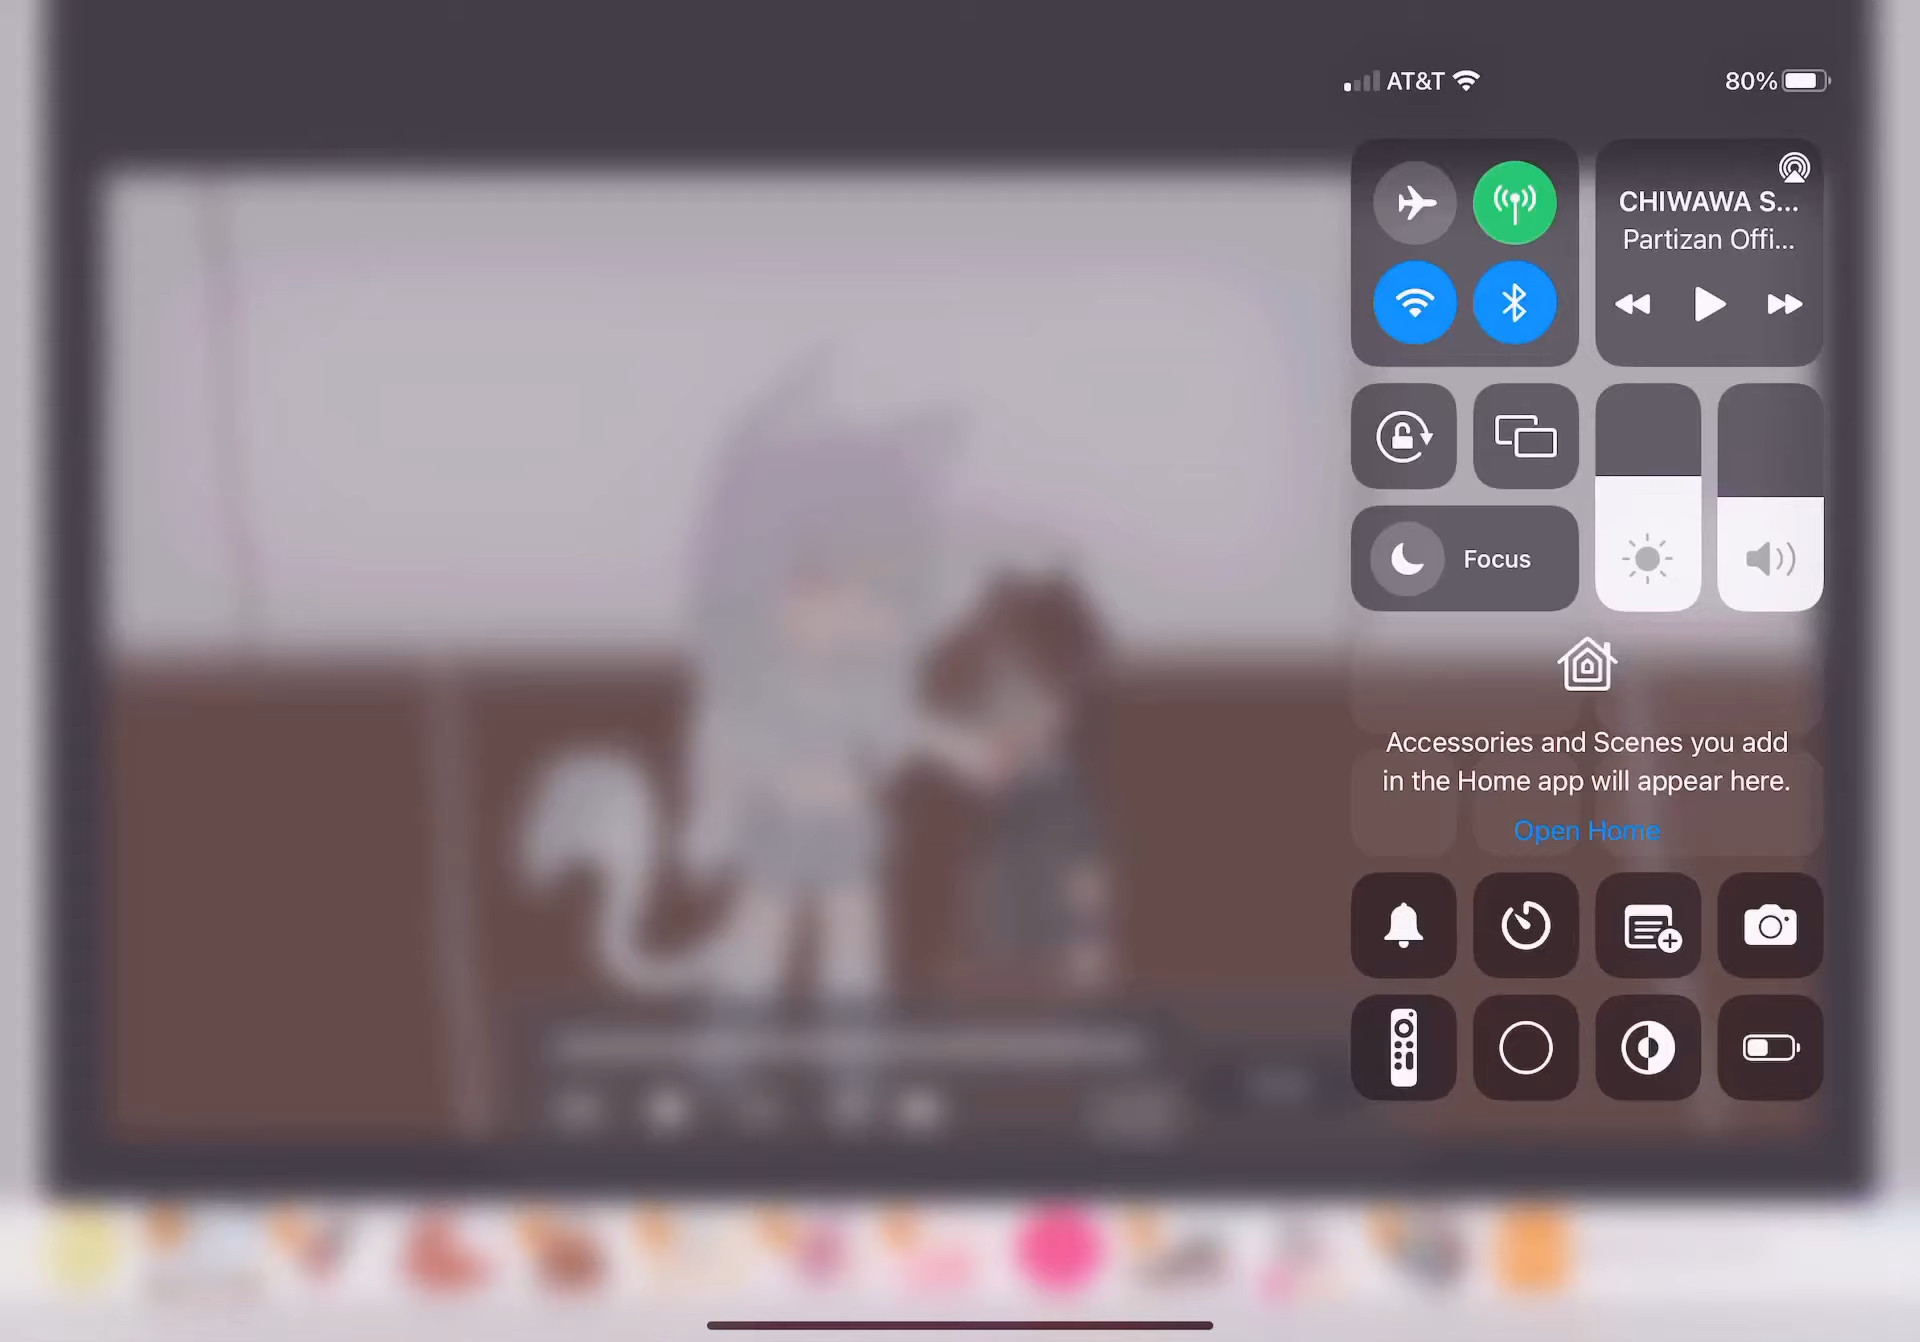 AT&T
80%
CHIWAWA S...
Partizan Offi...
Focus
Accessories and Scenes you add
in the Home app will appear here.
Open Home